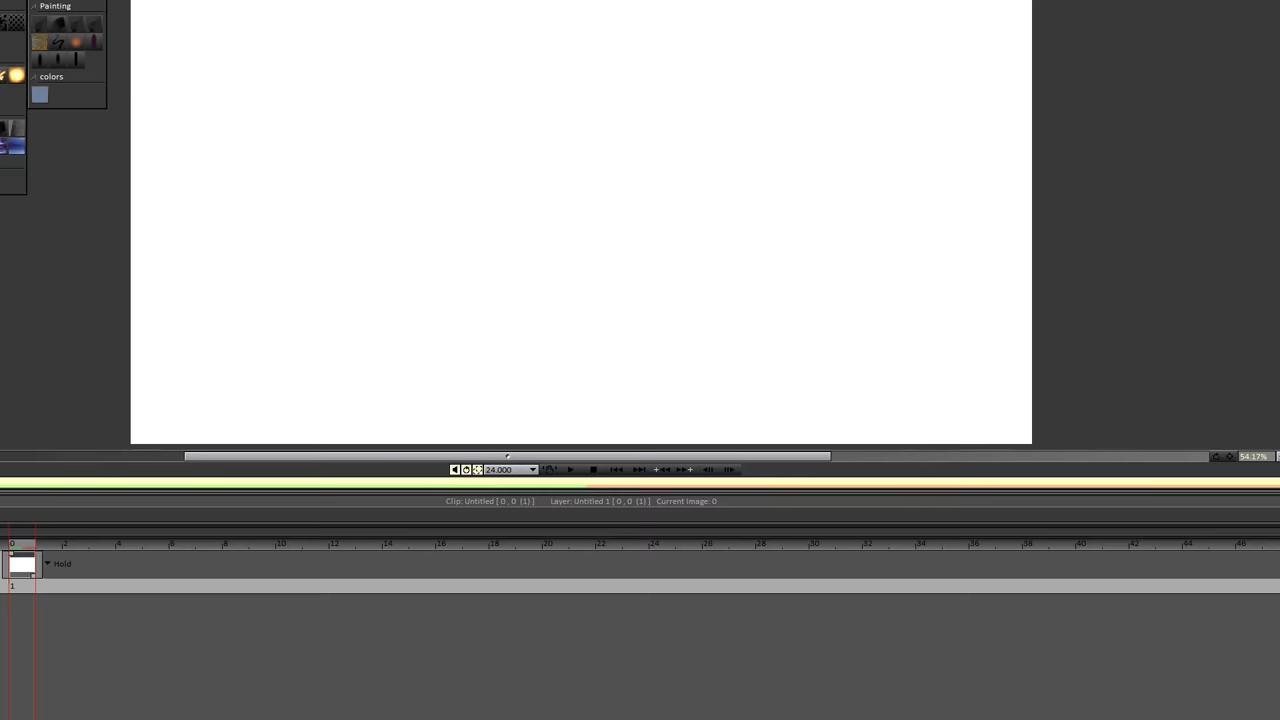 Painting
colors
54.17%
24.000
Clip: Untitled [ 0 , 0  (1) ]      Layer: Untitled 1 [ 0 , 0  (1) ]   Current Image: 0
0 2 4 6 8 10 12 14 16 18 20 22 24 26 28 30 32 34 36 38 40 42 44 46
Hold
1